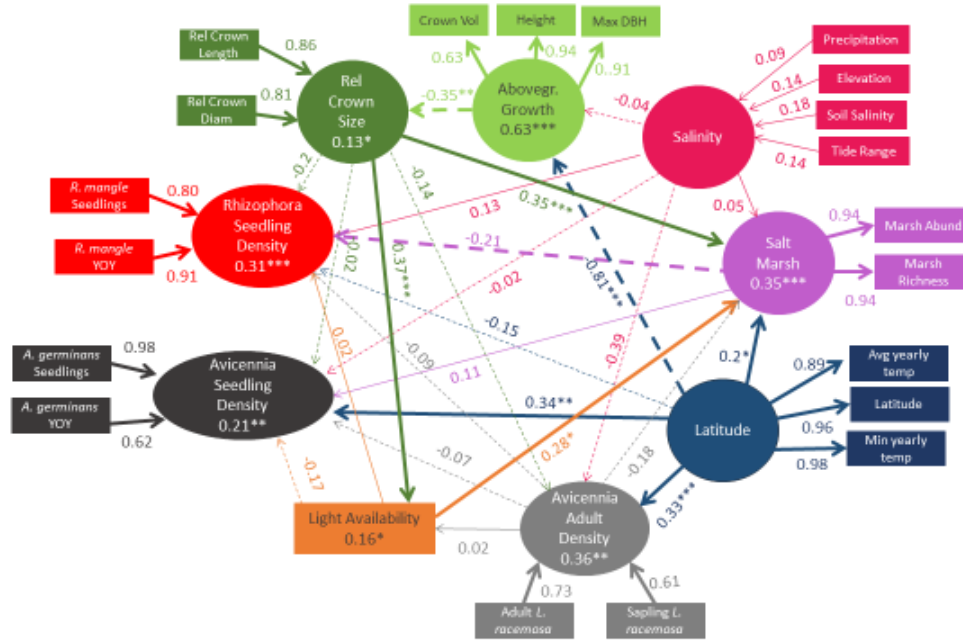 Crown Vol
Height
Max DBH
Rel Crown
Length
0.86
0.63
0.94
0..91
Precipitation
0.09
Elevation
0.14
Rel Crown
Diam
0.81
Rel
Crown
Size
0.13*
-0.35**
Abovegr.
Growth
0.63***
-0.04
Salinity
0.18
Soil Salinity
Tide Range
0.14
R. mangle
Seedlings
0.80
-0.2
-0.14
Rhizophora
Seedling
Density
0.31***
0.13
0.35***
0.05
0.94
Marsh Abund
Salt
Marsh
0.35***
R. mangle
YOY
0.91
-0.02
0.37***
-0.21
-0.81***
-0.02
Marsh
Richness
0.94
-0.15
0.02
-0.09
-0.39
0.2*
A. germinans
Seedlings
0.98
Avicennia
Seedling
Density
0.21**
0.11
0.89
Avg yearly
temp
0.34**
Latitude
Latitude
0.96
A. germinans
YOY
0.62
0.28*
-0.18
Min yearly
temp
0.98
-0.17
-0.07
0.33***
Light Availability
0.16*
0.02
Avicennia
Adult
Density
0.36**
0.73
0.61
Adult L.
racemosa
Sapling L.
racemosa